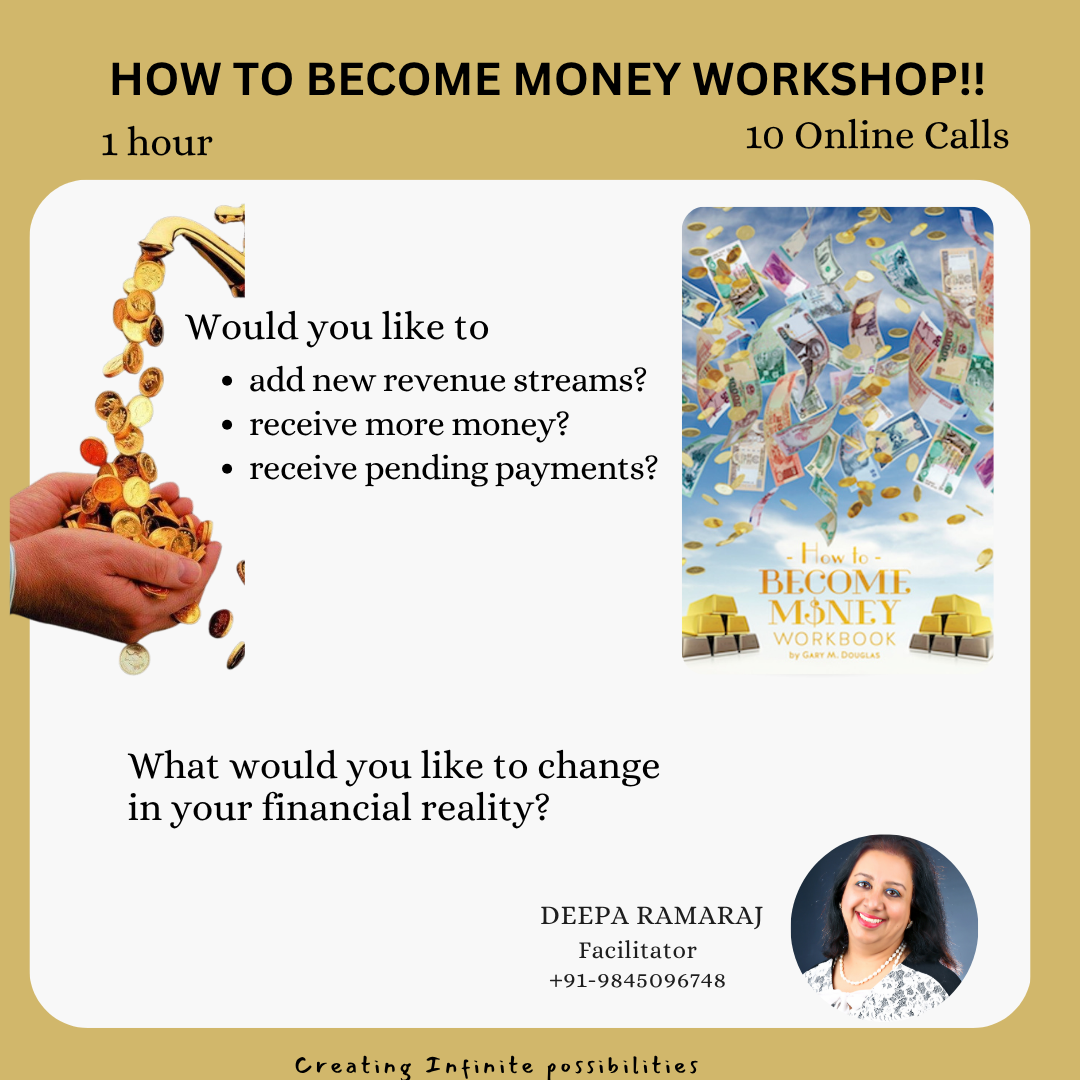 HOW TO BECOME MONEY WORKSHOP!!
1 hour
10 Online Calls
Would you like to
• add new revenue streams?
• receive more money?
• receive pending payments?
- How to -
BECOME
M$NEY
WORKBOOK
by GARY M. DOUGLAS
What would you like to change
in your financial reality?
DEEPA RAMARAJ
Facilitator
+91-9845096748
Creating Infinite possibilities